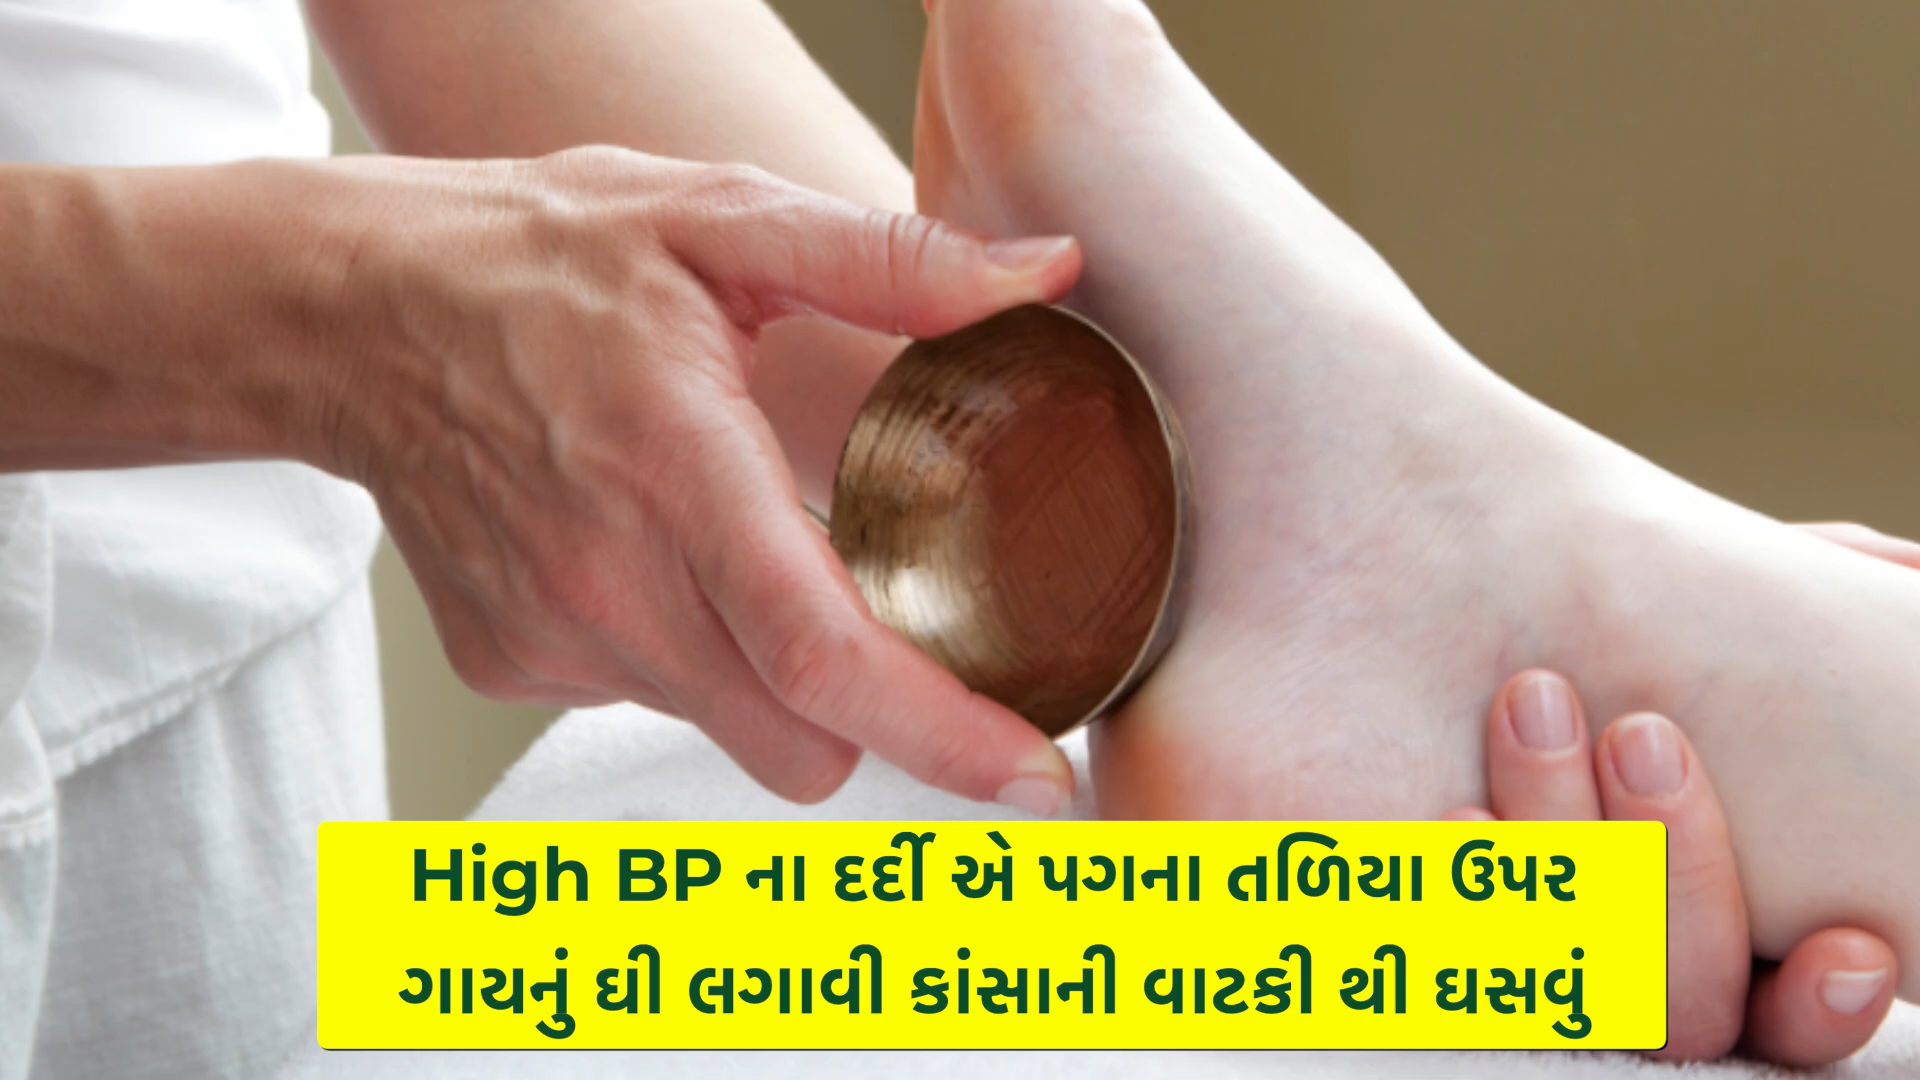 High BP ના દર્દી એ પગના તળિયા ઉપર
ગાયનું ઘી લગાવી કાંસાની વાટકી થી ઘસવું